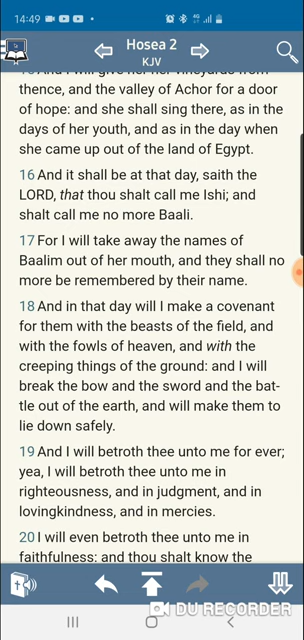 14:49
Hosea 2
KJV
15 And I will give her her vineyards from
thence, and the valley of Achor for a door
of hope: and she shall sing there, as in the
days of her youth, and as in the day when
she came up out of the land of Egypt.
16 And it shall be at that day, saith the
LORD, that thou shalt call me Ishi; and
shalt call me no more Baali.
17 For I will take away the names of
Baalim out of her mouth, and they shall no
more be remembered by their name.
18 And in that day will I make a covenant
for them with the beasts of the field, and
with the fowls of heaven, and with the
creeping things of the ground: and I will
break the bow and the sword and the bat-
tle out of the earth, and will make them to
lie down safely.
19 And I will betroth thee unto me for ever;
yea, I will betroth thee unto me in
righteousness, and in judgment, and in
lovingkindness, and in mercies.
20 I will even betroth thee unto me in
faithfulness: and thou shalt know the
DU RECORDER